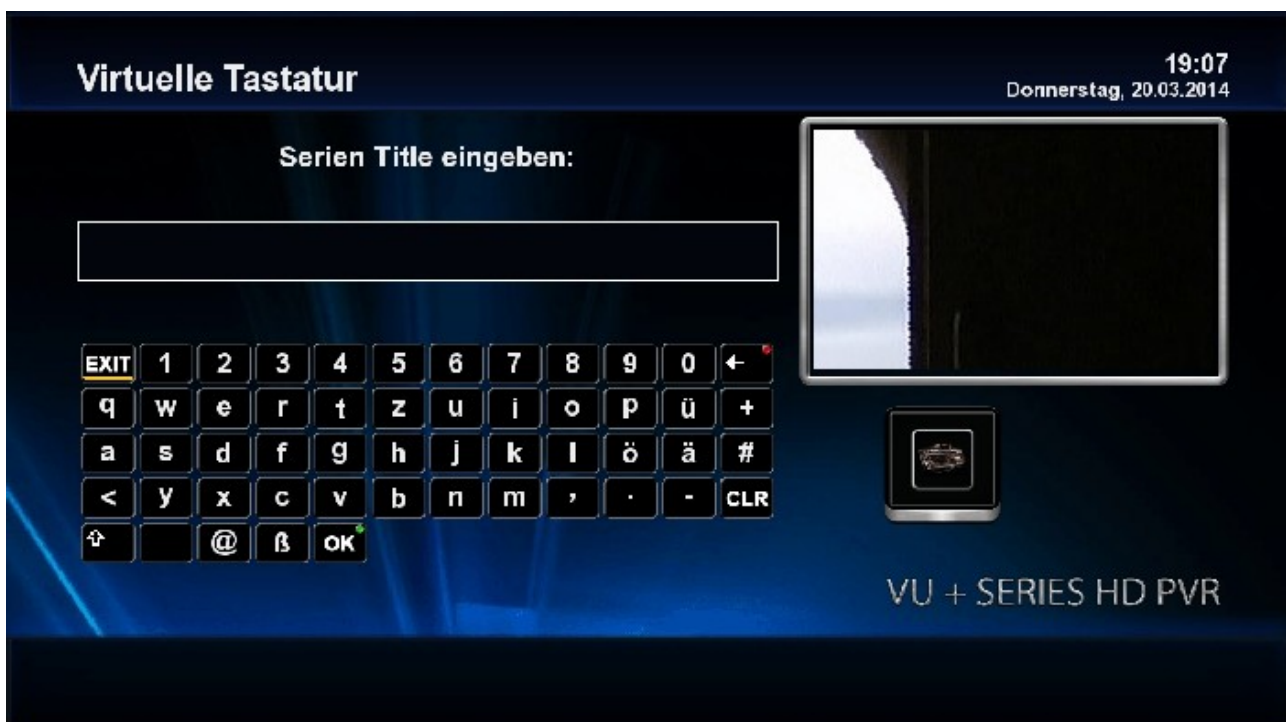 Virtuelle Tastatur
19:07
Donnerstag, 20.03.2014
Serien Title eingeben:
EXIT 1 2 3 4 5 6 7 8 9 0 ←
q w e r t z u i o p ü +
a s d f g h j k l ö ä #
< y x c v b n m , . - CLR
⇧ @ ß OK
VU + SERIES HD PVR